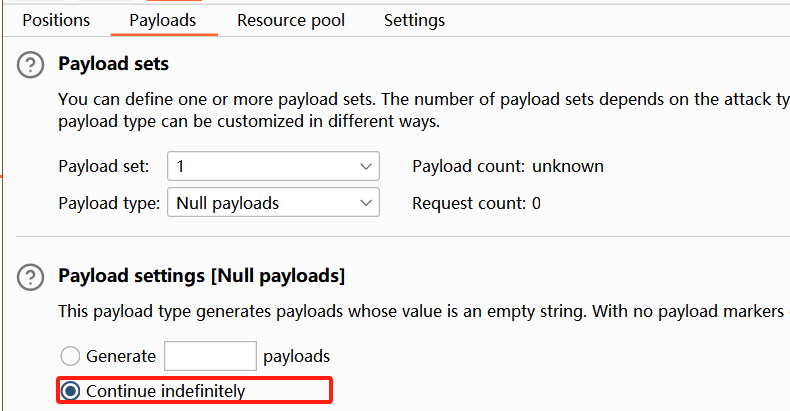 Positions Payloads Resource pool Settings
? Payload sets
You can define one or more payload sets. The number of payload sets depends on the attack ty
payload type can be customized in different ways.
Payload set: 1 Payload count: unknown
Payload type: Null payloads Request count: 0
? Payload settings [Null payloads]
This payload type generates payloads whose value is an empty string. With no payload markers
Generate payloads
Continue indefinitely